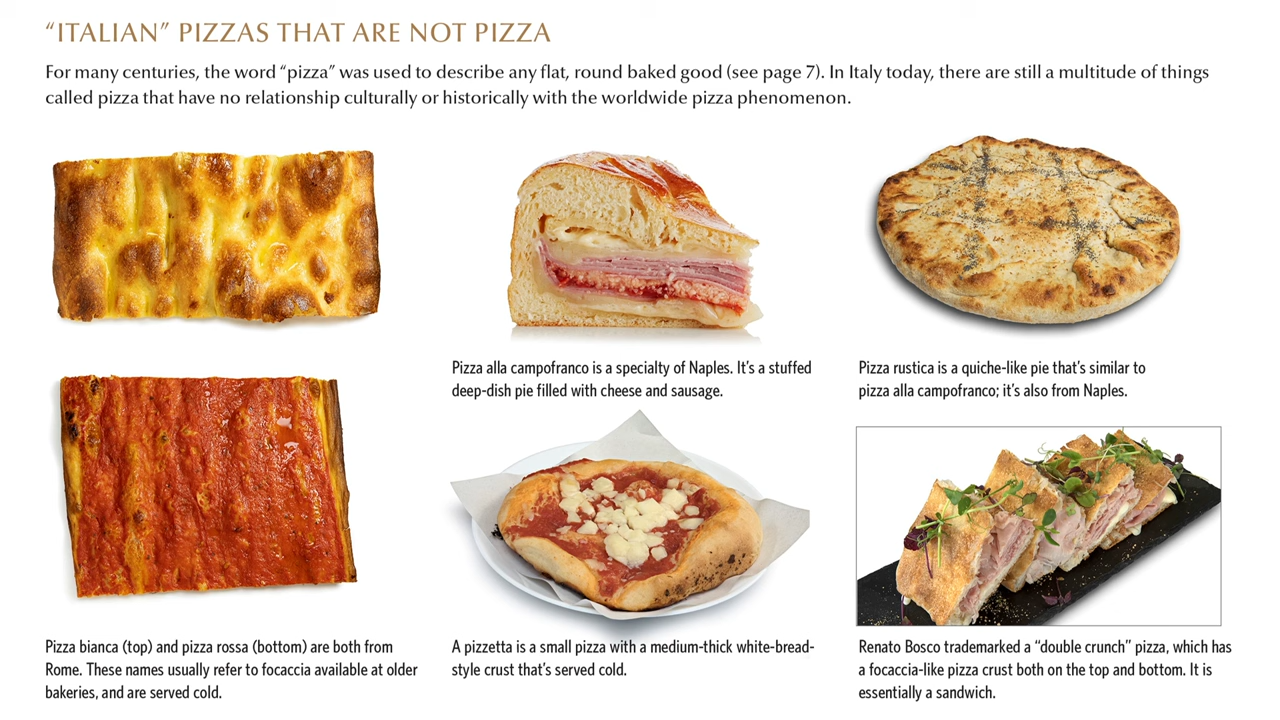 “ITALIAN” PIZZAS THAT ARE NOT PIZZA
For many centuries, the word “pizza” was used to describe any flat, round baked good (see page 7). In Italy today, there are still a multitude of things
called pizza that have no relationship culturally or historically with the worldwide pizza phenomenon.
Pizza alla campofranco is a specialty of Naples. It’s a stuffed
deep-dish pie filled with cheese and sausage.
Pizza rustica is a quiche-like pie that’s similar to
pizza alla campofranco; it’s also from Naples.
Pizza bianca (top) and pizza rossa (bottom) are both from
Rome. These names usually refer to focaccia available at older
bakeries, and are served cold.
A pizzetta is a small pizza with a medium-thick white-bread-
style crust that’s served cold.
Renato Bosco trademarked a “double crunch” pizza, which has
a focaccia-like pizza crust both on the top and bottom. It is
essentially a sandwich.